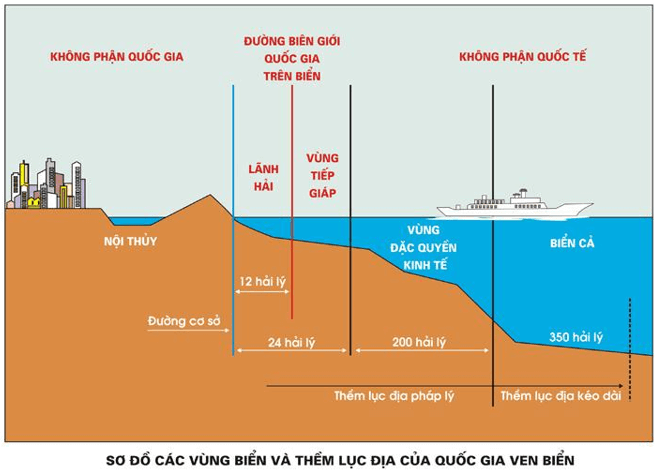 KHÔNG PHẬN QUỐC GIA
ĐƯỜNG BIÊN GIỚI
QUỐC GIA
TRÊN BIỂN
KHÔNG PHẬN QUỐC TẾ
LÃNH
HẢI
VÙNG
TIẾP
GIÁP
NỘI THỦY
VÙNG
ĐẶC QUYỀN
KINH TẾ
BIỂN CẢ
12 hải lý
Đường cơ sở
24 hải lý
200 hải lý
350 hải lý
Thềm lục địa pháp lý
Thềm lục địa kéo dài
SƠ ĐỒ CÁC VÙNG BIỂN VÀ THỀM LỤC ĐỊA CỦA QUỐC GIA VEN BIỂN